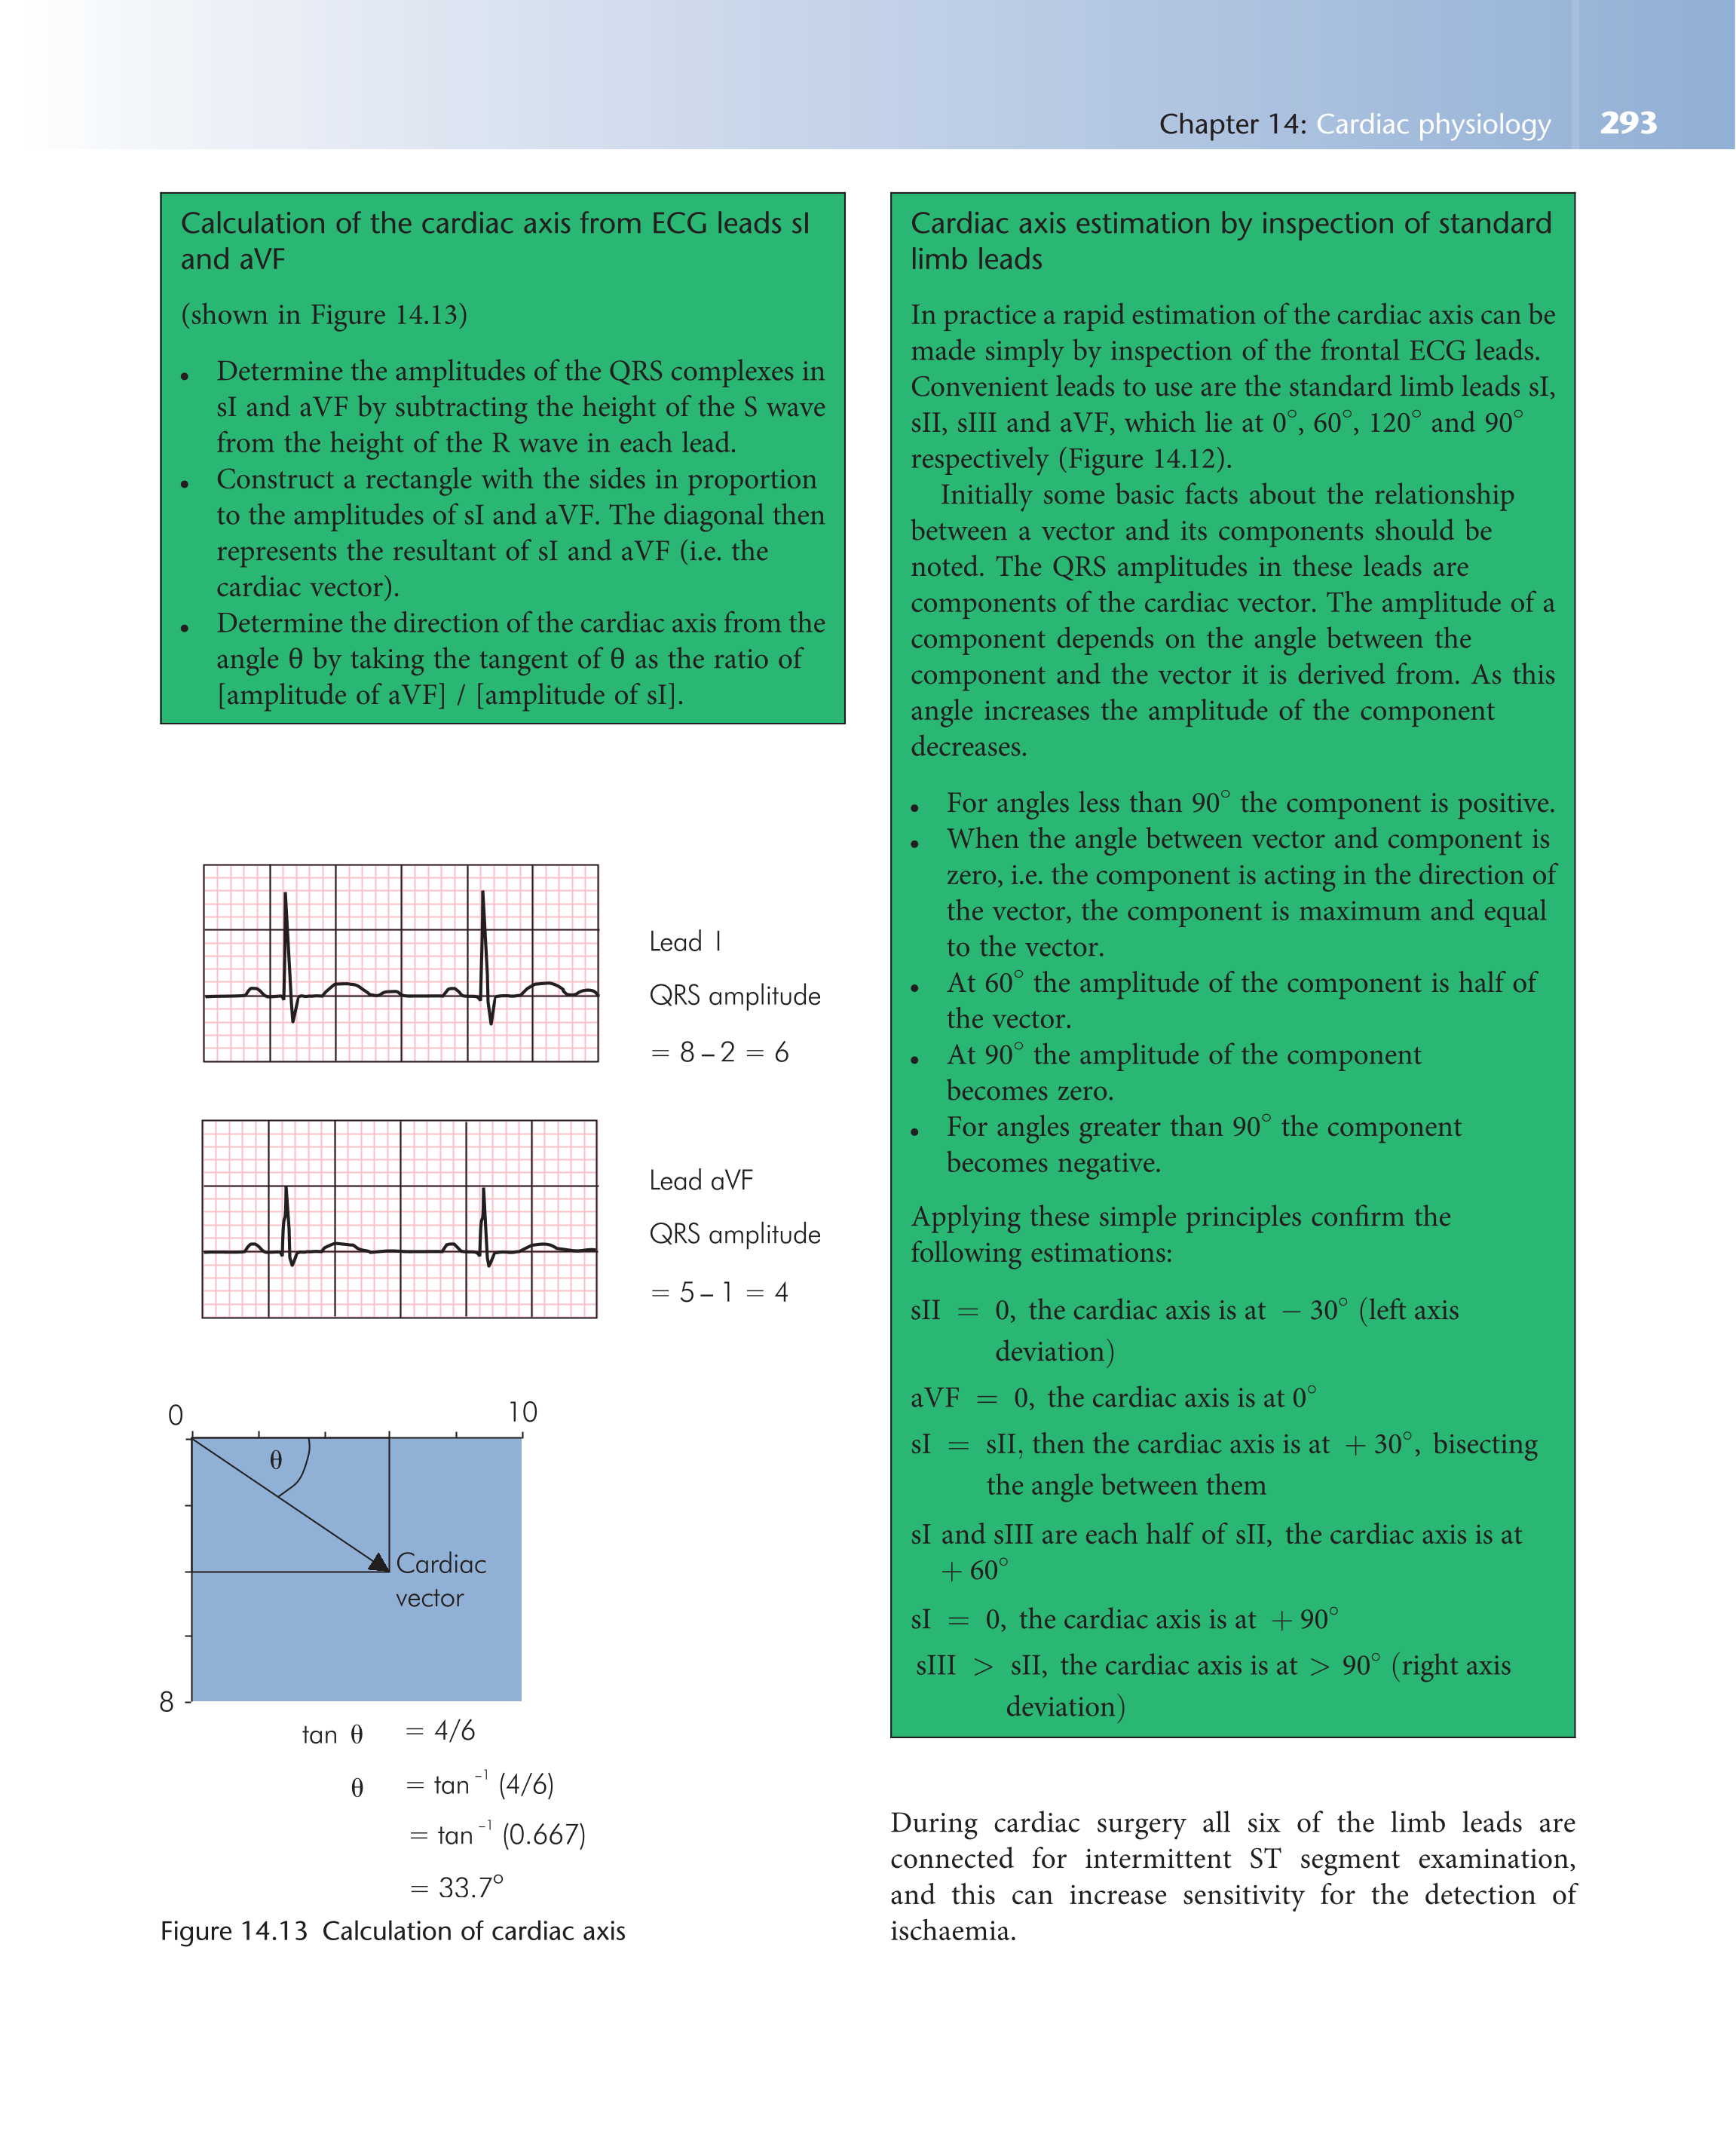 Chapter 14: Cardiac physiology 293
Calculation of the cardiac axis from ECG leads sI
and aVF
(shown in Figure 14.13)
• Determine the amplitudes of the QRS complexes in
sI and aVF by subtracting the height of the S wave
from the height of the R wave in each lead.
• Construct a rectangle with the sides in proportion
to the amplitudes of sI and aVF. The diagonal then
represents the resultant of sI and aVF (i.e. the
cardiac vector).
• Determine the direction of the cardiac axis from the
angle θ by taking the tangent of θ as the ratio of
[amplitude of aVF] / [amplitude of sI].
Lead I
QRS amplitude
= 8 – 2 = 6
Lead aVF
QRS amplitude
= 5 – 1 = 4
0 10
θ
Cardiac
vector
8
tan θ = 4/6
θ = tan⁻¹ (4/6)
= tan⁻¹ (0.667)
= 33.7°
Figure 14.13 Calculation of cardiac axis
Cardiac axis estimation by inspection of standard
limb leads
In practice a rapid estimation of the cardiac axis can be
made simply by inspection of the frontal ECG leads.
Convenient leads to use are the standard limb leads sI,
sII, sIII and aVF, which lie at 0°, 60°, 120° and 90°
respectively (Figure 14.12).
Initially some basic facts about the relationship
between a vector and its components should be
noted. The QRS amplitudes in these leads are
components of the cardiac vector. The amplitude of a
component depends on the angle between the
component and the vector it is derived from. As this
angle increases the amplitude of the component
decreases.
• For angles less than 90° the component is positive.
• When the angle between vector and component is
zero, i.e. the component is acting in the direction of
the vector, the component is maximum and equal
to the vector.
• At 60° the amplitude of the component is half of
the vector.
• At 90° the amplitude of the component
becomes zero.
• For angles greater than 90° the component
becomes negative.
Applying these simple principles confirm the
following estimations:
sII = 0, the cardiac axis is at − 30° (left axis
deviation)
aVF = 0, the cardiac axis is at 0°
sI = sII, then the cardiac axis is at + 30°, bisecting
the angle between them
sI and sIII are each half of sII, the cardiac axis is at
+ 60°
sI = 0, the cardiac axis is at + 90°
sIII > sII, the cardiac axis is at > 90° (right axis
deviation)
During cardiac surgery all six of the limb leads are
connected for intermittent ST segment examination,
and this can increase sensitivity for the detection of
ischaemia.